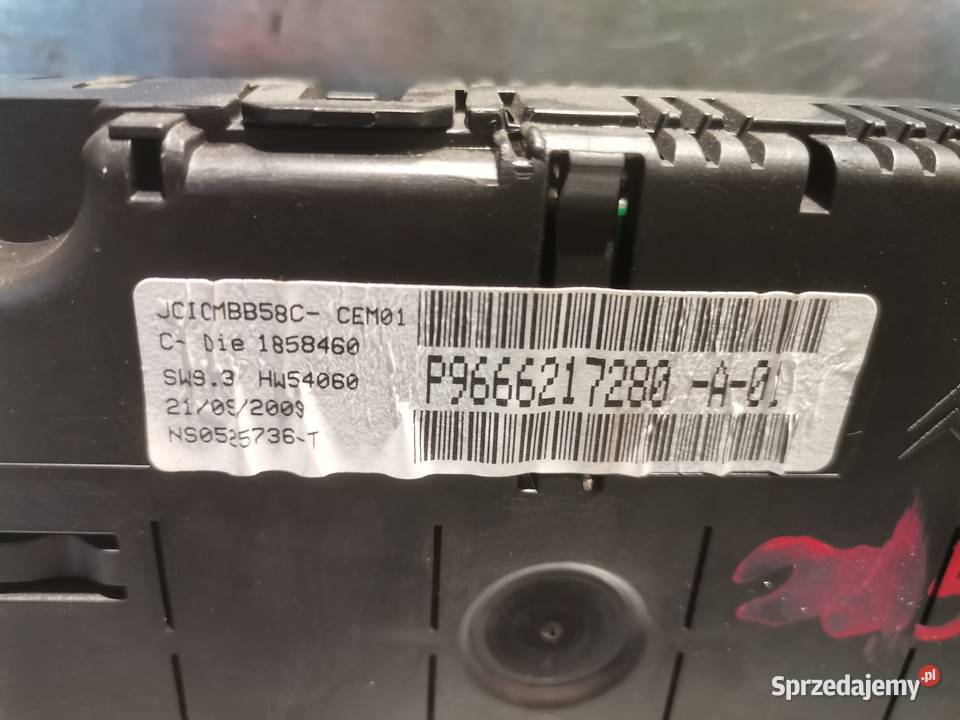 JCICMBB58C- CEM01
C- Die 1858460
SW9.3 HW54060
21/09/2009
NS0525736-T
P9666217280 -A-01
Sprzedajemy.pl